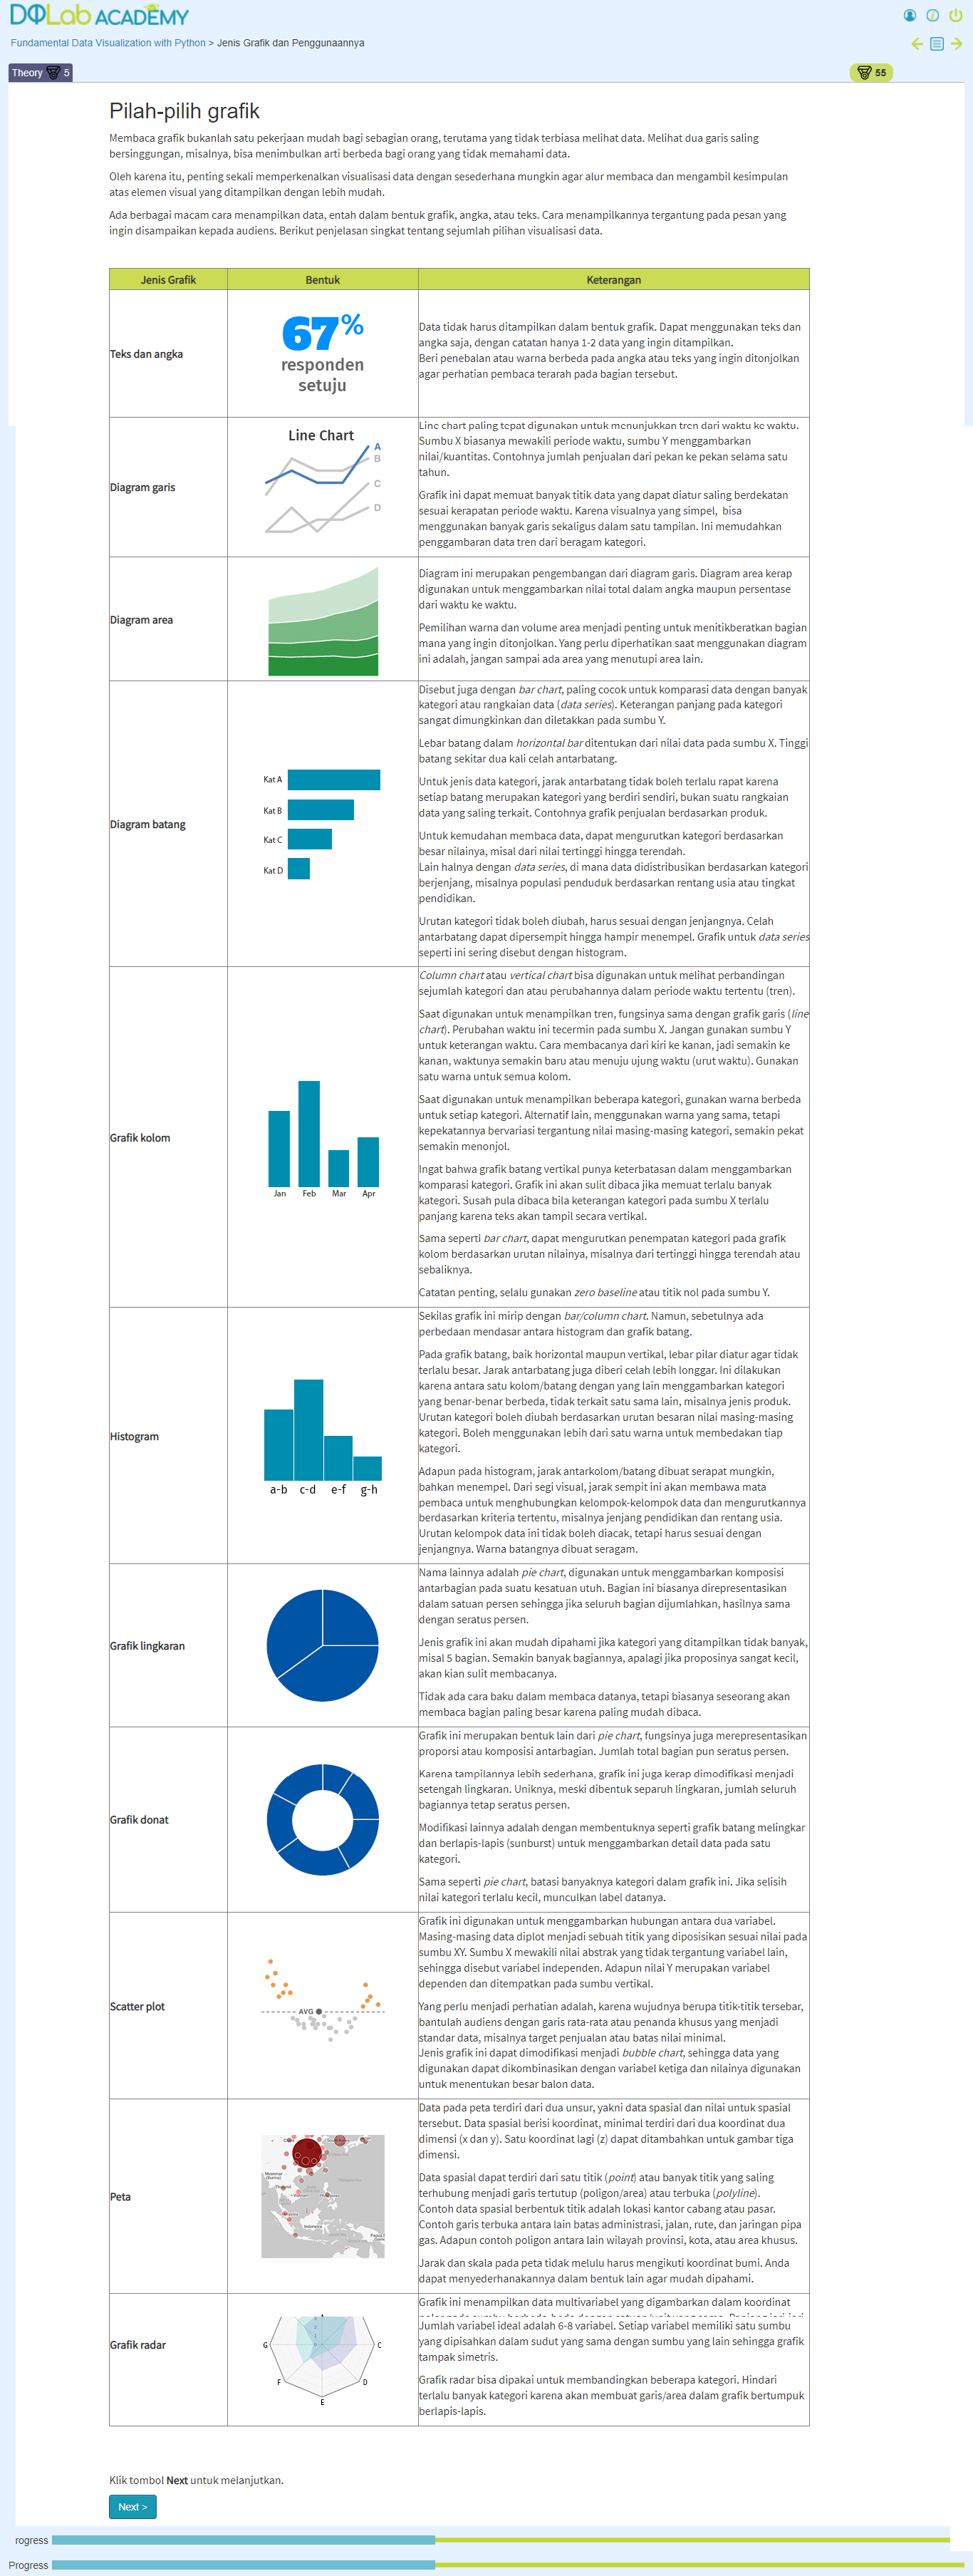 DQLab ACADEMY
Fundamental Data Visualization with Python > Jenis Grafik dan Penggunaannya
Theory 5
55
Pilah-pilih grafik
Membaca grafik bukanlah satu pekerjaan mudah bagi sebagian orang, terutama yang tidak terbiasa melihat data. Melihat dua garis saling
bersinggungan, misalnya, bisa menimbulkan arti berbeda bagi orang yang tidak memahami data.
Oleh karena itu, penting sekali memperkenalkan visualisasi data dengan sesederhana mungkin agar alur membaca dan mengambil kesimpulan
atas elemen visual yang ditampilkan dengan lebih mudah.
Ada berbagai macam cara menampilkan data, entah dalam bentuk grafik, angka, atau teks. Cara menampilkannya tergantung pada pesan yang
ingin disampaikan kepada audiens. Berikut penjelasan singkat tentang sejumlah pilihan visualisasi data.
Jenis Grafik
Bentuk
Keterangan
Teks dan angka
67%
responden
setuju
Data tidak harus ditampilkan dalam bentuk grafik. Dapat menggunakan teks dan
angka saja, dengan catatan hanya 1-2 data yang ingin ditampilkan.
Beri penebalan atau warna berbeda pada angka atau teks yang ingin ditonjolkan
agar perhatian pembaca terarah pada bagian tersebut.
Diagram garis
Line Chart
A
B
C
D
Line chart paling tepat digunakan untuk menunjukkan tren dari waktu ke waktu.
Sumbu X biasanya mewakili periode waktu, sumbu Y menggambarkan
nilai/kuantitas. Contohnya jumlah penjualan dari pekan ke pekan selama satu
tahun.
Grafik ini dapat memuat banyak titik data yang dapat diatur saling berdekatan
sesuai kerapatan periode waktu. Karena visualnya yang simpel, bisa
menggunakan banyak garis sekaligus dalam satu tampilan. Ini memudahkan
penggambaran data tren dari beragam kategori.
Diagram area
Diagram ini merupakan pengembangan dari diagram garis. Diagram area kerap
digunakan untuk menggambarkan nilai total dalam angka maupun persentase
dari waktu ke waktu.
Pemilihan warna dan volume area menjadi penting untuk menitikberatkan bagian
mana yang ingin ditonjolkan. Yang perlu diperhatikan saat menggunakan diagram
ini adalah, jangan sampai ada area yang menutupi area lain.
Diagram batang
Kat A
Kat B
Kat C
Kat D
Disebut juga dengan bar chart, paling cocok untuk komparasi data dengan banyak
kategori atau rangkaian data (data series). Keterangan panjang pada kategori
sangat dimungkinkan dan diletakkan pada sumbu Y.
Lebar batang dalam horizontal bar ditentukan dari nilai data pada sumbu X. Tinggi
batang sekitar dua kali celah antarbatang.
Untuk jenis data kategori, jarak antarbatang tidak boleh terlalu rapat karena
setiap batang merupakan kategori yang berdiri sendiri, bukan suatu rangkaian
data yang saling terkait. Contohnya grafik penjualan berdasarkan produk.
Untuk kemudahan membaca data, dapat mengurutkan kategori berdasarkan
besar nilainya, misal dari nilai tertinggi hingga terendah.
Lain halnya dengan data series, di mana data didistribusikan berdasarkan kategori
berjenjang, misalnya populasi penduduk berdasarkan rentang usia atau tingkat
pendidikan.
Urutan kategori tidak boleh diubah, harus sesuai dengan jenjangnya. Celah
antarbatang dapat dipersempit hingga hampir menempel. Grafik untuk data series
seperti ini sering disebut dengan histogram.
Grafik kolom
Jan Feb Mar Apr
Column chart atau vertical chart bisa digunakan untuk melihat perbandingan
sejumlah kategori dan atau perubahannya dalam periode waktu tertentu (tren).
Saat digunakan untuk menampilkan tren, fungsinya sama dengan grafik garis (line
chart). Perubahan waktu ini tecermin pada sumbu X. Jangan gunakan sumbu Y
untuk keterangan waktu. Cara membacanya dari kiri ke kanan, jadi semakin ke
kanan, waktunya semakin baru atau menuju ujung waktu (urut waktu). Gunakan
satu warna untuk semua kolom.
Saat digunakan untuk menampilkan beberapa kategori, gunakan warna berbeda
untuk setiap kategori. Alternatif lain, menggunakan warna yang sama, tetapi
kepekatannya bervariasi tergantung nilai masing-masing kategori, semakin pekat
semakin menonjol.
Ingat bahwa grafik batang vertikal punya keterbatasan dalam menggambarkan
komparasi kategori. Grafik ini akan sulit dibaca jika memuat terlalu banyak
kategori. Susah pula dibaca bila keterangan kategori pada sumbu X terlalu
panjang karena teks akan tampil secara vertikal.
Sama seperti bar chart, dapat mengurutkan penempatan kategori pada grafik
kolom berdasarkan urutan nilainya, misalnya dari tertinggi hingga terendah atau
sebaliknya.
Catatan penting, selalu gunakan zero baseline atau titik nol pada sumbu Y.
Histogram
a-b c-d e-f g-h
Sekilas grafik ini mirip dengan bar/column chart. Namun, sebetulnya ada
perbedaan mendasar antara histogram dan grafik batang.
Pada grafik batang, baik horizontal maupun vertikal, lebar pilar diatur agar tidak
terlalu besar. Jarak antarbatang juga diberi celah lebih longgar. Ini dilakukan
karena antara satu kolom/batang dengan yang lain menggambarkan kategori
yang benar-benar berbeda, tidak terkait satu sama lain, misalnya jenis produk.
Urutan kategori boleh diubah berdasarkan urutan besaran nilai masing-masing
kategori. Boleh menggunakan lebih dari satu warna untuk membedakan tiap
kategori.
Adapun pada histogram, jarak antarkolom/batang dibuat serapat mungkin,
bahkan menempel. Dari segi visual, jarak sempit ini akan membawa mata
pembaca untuk menghubungkan kelompok-kelompok data dan mengurutkannya
berdasarkan kriteria tertentu, misalnya jenjang pendidikan dan rentang usia.
Urutan kelompok data ini tidak boleh diacak, tetapi harus sesuai dengan
jenjangnya. Warna batangnya dibuat seragam.
Grafik lingkaran
Nama lainnya adalah pie chart, digunakan untuk menggambarkan komposisi
antarbagian pada suatu kesatuan utuh. Bagian ini biasanya direpresentasikan
dalam satuan persen sehingga jika seluruh bagian dijumlahkan, hasilnya sama
dengan seratus persen.
Jenis grafik ini akan mudah dipahami jika kategori yang ditampilkan tidak banyak,
misal 5 bagian. Semakin banyak bagiannya, apalagi jika proposinya sangat kecil,
akan kian sulit membacanya.
Tidak ada cara baku dalam membaca datanya, tetapi biasanya seseorang akan
membaca bagian paling besar karena paling mudah dibaca.
Grafik donat
Grafik ini merupakan bentuk lain dari pie chart, fungsinya juga merepresentasikan
proporsi atau komposisi antarbagian. Jumlah total bagian pun seratus persen.
Karena tampilannya lebih sederhana, grafik ini juga kerap dimodifikasi menjadi
setengah lingkaran. Uniknya, meski dibentuk separuh lingkaran, jumlah seluruh
bagiannya tetap seratus persen.
Modifikasi lainnya adalah dengan membentuknya seperti grafik batang melingkar
dan berlapis-lapis (sunburst) untuk menggambarkan detail data pada satu
kategori.
Sama seperti pie chart, batasi banyaknya kategori dalam grafik ini. Jika selisih
nilai kategori terlalu kecil, munculkan label datanya.
Scatter plot
AVG
Grafik ini digunakan untuk menggambarkan hubungan antara dua variabel.
Masing-masing data diplot menjadi sebuah titik yang diposisikan sesuai nilai pada
sumbu XY. Sumbu X mewakili nilai abstrak yang tidak tergantung variabel lain,
sehingga disebut variabel independen. Adapun nilai Y merupakan variabel
dependen dan ditempatkan pada sumbu vertikal.
Yang perlu menjadi perhatian adalah, karena wujudnya berupa titik-titik tersebar,
bantulah audiens dengan garis rata-rata atau penanda khusus yang menjadi
standar data, misalnya target penjualan atau batas nilai minimal.
Jenis grafik ini dapat dimodifikasi menjadi bubble chart, sehingga data yang
digunakan dapat dikombinasikan dengan variabel ketiga dan nilainya digunakan
untuk menentukan besar balon data.
Peta
Myanmar
(Burma)
Thailand
Indonesia
Data pada peta terdiri dari dua unsur, yakni data spasial dan nilai untuk spasial
tersebut. Data spasial berisi koordinat, minimal terdiri dari dua koordinat dua
dimensi (x dan y). Satu koordinat lagi (z) dapat ditambahkan untuk gambar tiga
dimensi.
Data spasial dapat terdiri dari satu titik (point) atau banyak titik yang saling
terhubung menjadi garis tertutup (poligon/area) atau terbuka (polyline).
Contoh data spasial berbentuk titik adalah lokasi kantor cabang atau pasar.
Contoh garis terbuka antara lain batas administrasi, jalan, rute, dan jaringan pipa
gas. Adapun contoh poligon antara lain wilayah provinsi, kota, atau area khusus.
Jarak dan skala pada peta tidak melulu harus mengikuti koordinat bumi. Anda
dapat menyederhanakannya dalam bentuk lain agar mudah dipahami.
Grafik radar
G
C
F
D
E
Grafik ini menampilkan data multivariabel yang digambarkan dalam koordinat
Jumlah variabel ideal adalah 6-8 variabel. Setiap variabel memiliki satu sumbu
yang dipisahkan dalam sudut yang sama dengan sumbu yang lain sehingga grafik
tampak simetris.
Grafik radar bisa dipakai untuk membandingkan beberapa kategori. Hindari
terlalu banyak kategori karena akan membuat garis/area dalam grafik bertumpuk
berlapis-lapis.
Klik tombol Next untuk melanjutkan.
Next >
rogress
Progress